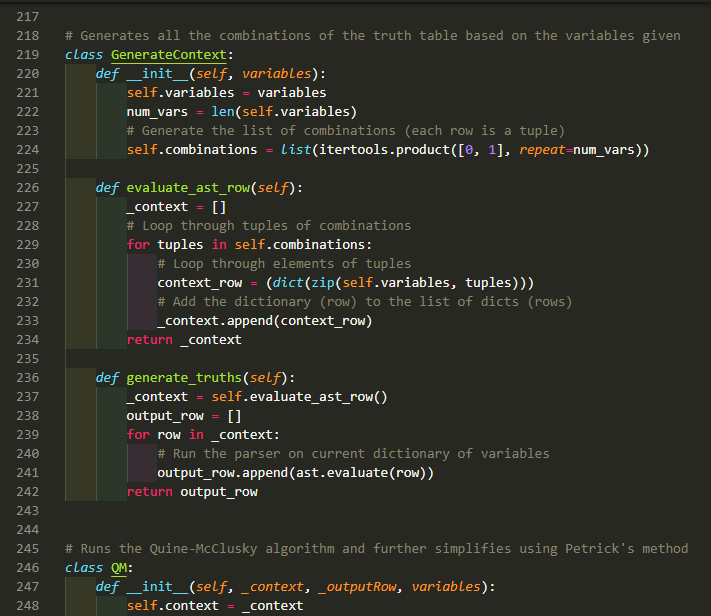 217
218 # Generates all the combinations of the truth table based on the variables given
219 class GenerateContext:
220     def __init__(self, variables):
221         self.variables = variables
222         num_vars = len(self.variables)
223         # Generate the list of combinations (each row is a tuple)
224         self.combinations = list(itertools.product([0, 1], repeat=num_vars))
225
226     def evaluate_ast_row(self):
227         _context = []
228         # Loop through tuples of combinations
229         for tuples in self.combinations:
230             # Loop through elements of tuples
231             context_row = (dict(zip(self.variables, tuples)))
232             # Add the dictionary (row) to the list of dicts (rows)
233             _context.append(context_row)
234         return _context
235
236     def generate_truths(self):
237         _context = self.evaluate_ast_row()
238         output_row = []
239         for row in _context:
240             # Run the parser on current dictionary of variables
241             output_row.append(ast.evaluate(row))
242         return output_row
243
244
245 # Runs the Quine-McClusky algorithm and further simplifies using Petrick's method
246 class QM:
247     def __init__(self, _context, _outputRow, variables):
248         self.context = _context